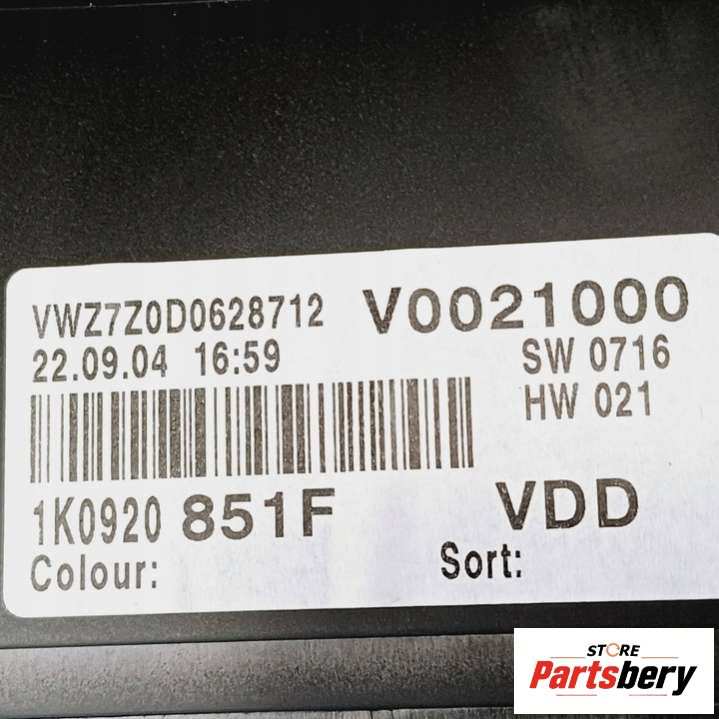 VWZ7Z0D0628712 V0021000
22.09.04 16:59 SW 0716
HW 021
1K0920 851F VDD
Colour: Sort:
STORE
Partsbery